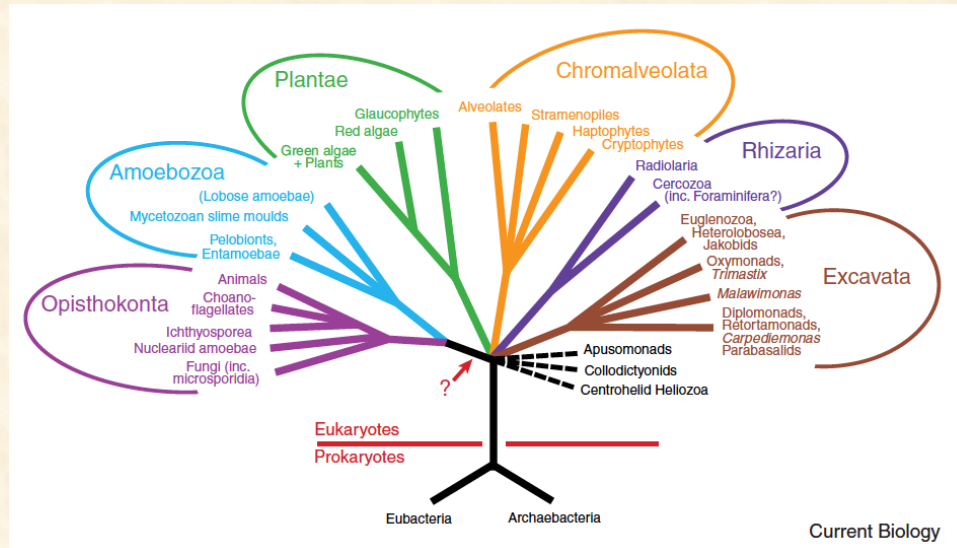 Plantae
Glaucophytes
Red algae
Green algae
+ Plants
Chromalveolata
Alveolates
Stramenopiles
Haptophytes
Cryptophytes
Amoebozoa
(Lobose amoebae)
Mycetozoan slime moulds
Pelobionts,
Entamoebae
Rhizaria
Radiolaria
Cercozoa
(inc. Foraminifera?)
Opisthokonta
Animals
Choano-
flagellates
Ichthyosporea
Nucleariid amoebae
Fungi (inc.
microsporidia)
Excavata
Euglenozoa,
Heterolobosea,
Jakobids
Oxymonads,
Trimastix
Malawimonas
Diplomonads,
Retortamonads,
Carpediemonas
Parabasalids
Apusomonads
Collodictyonids
Centrohelid Heliozoa
?
Eukaryotes
Prokaryotes
Eubacteria
Archaebacteria
Current Biology